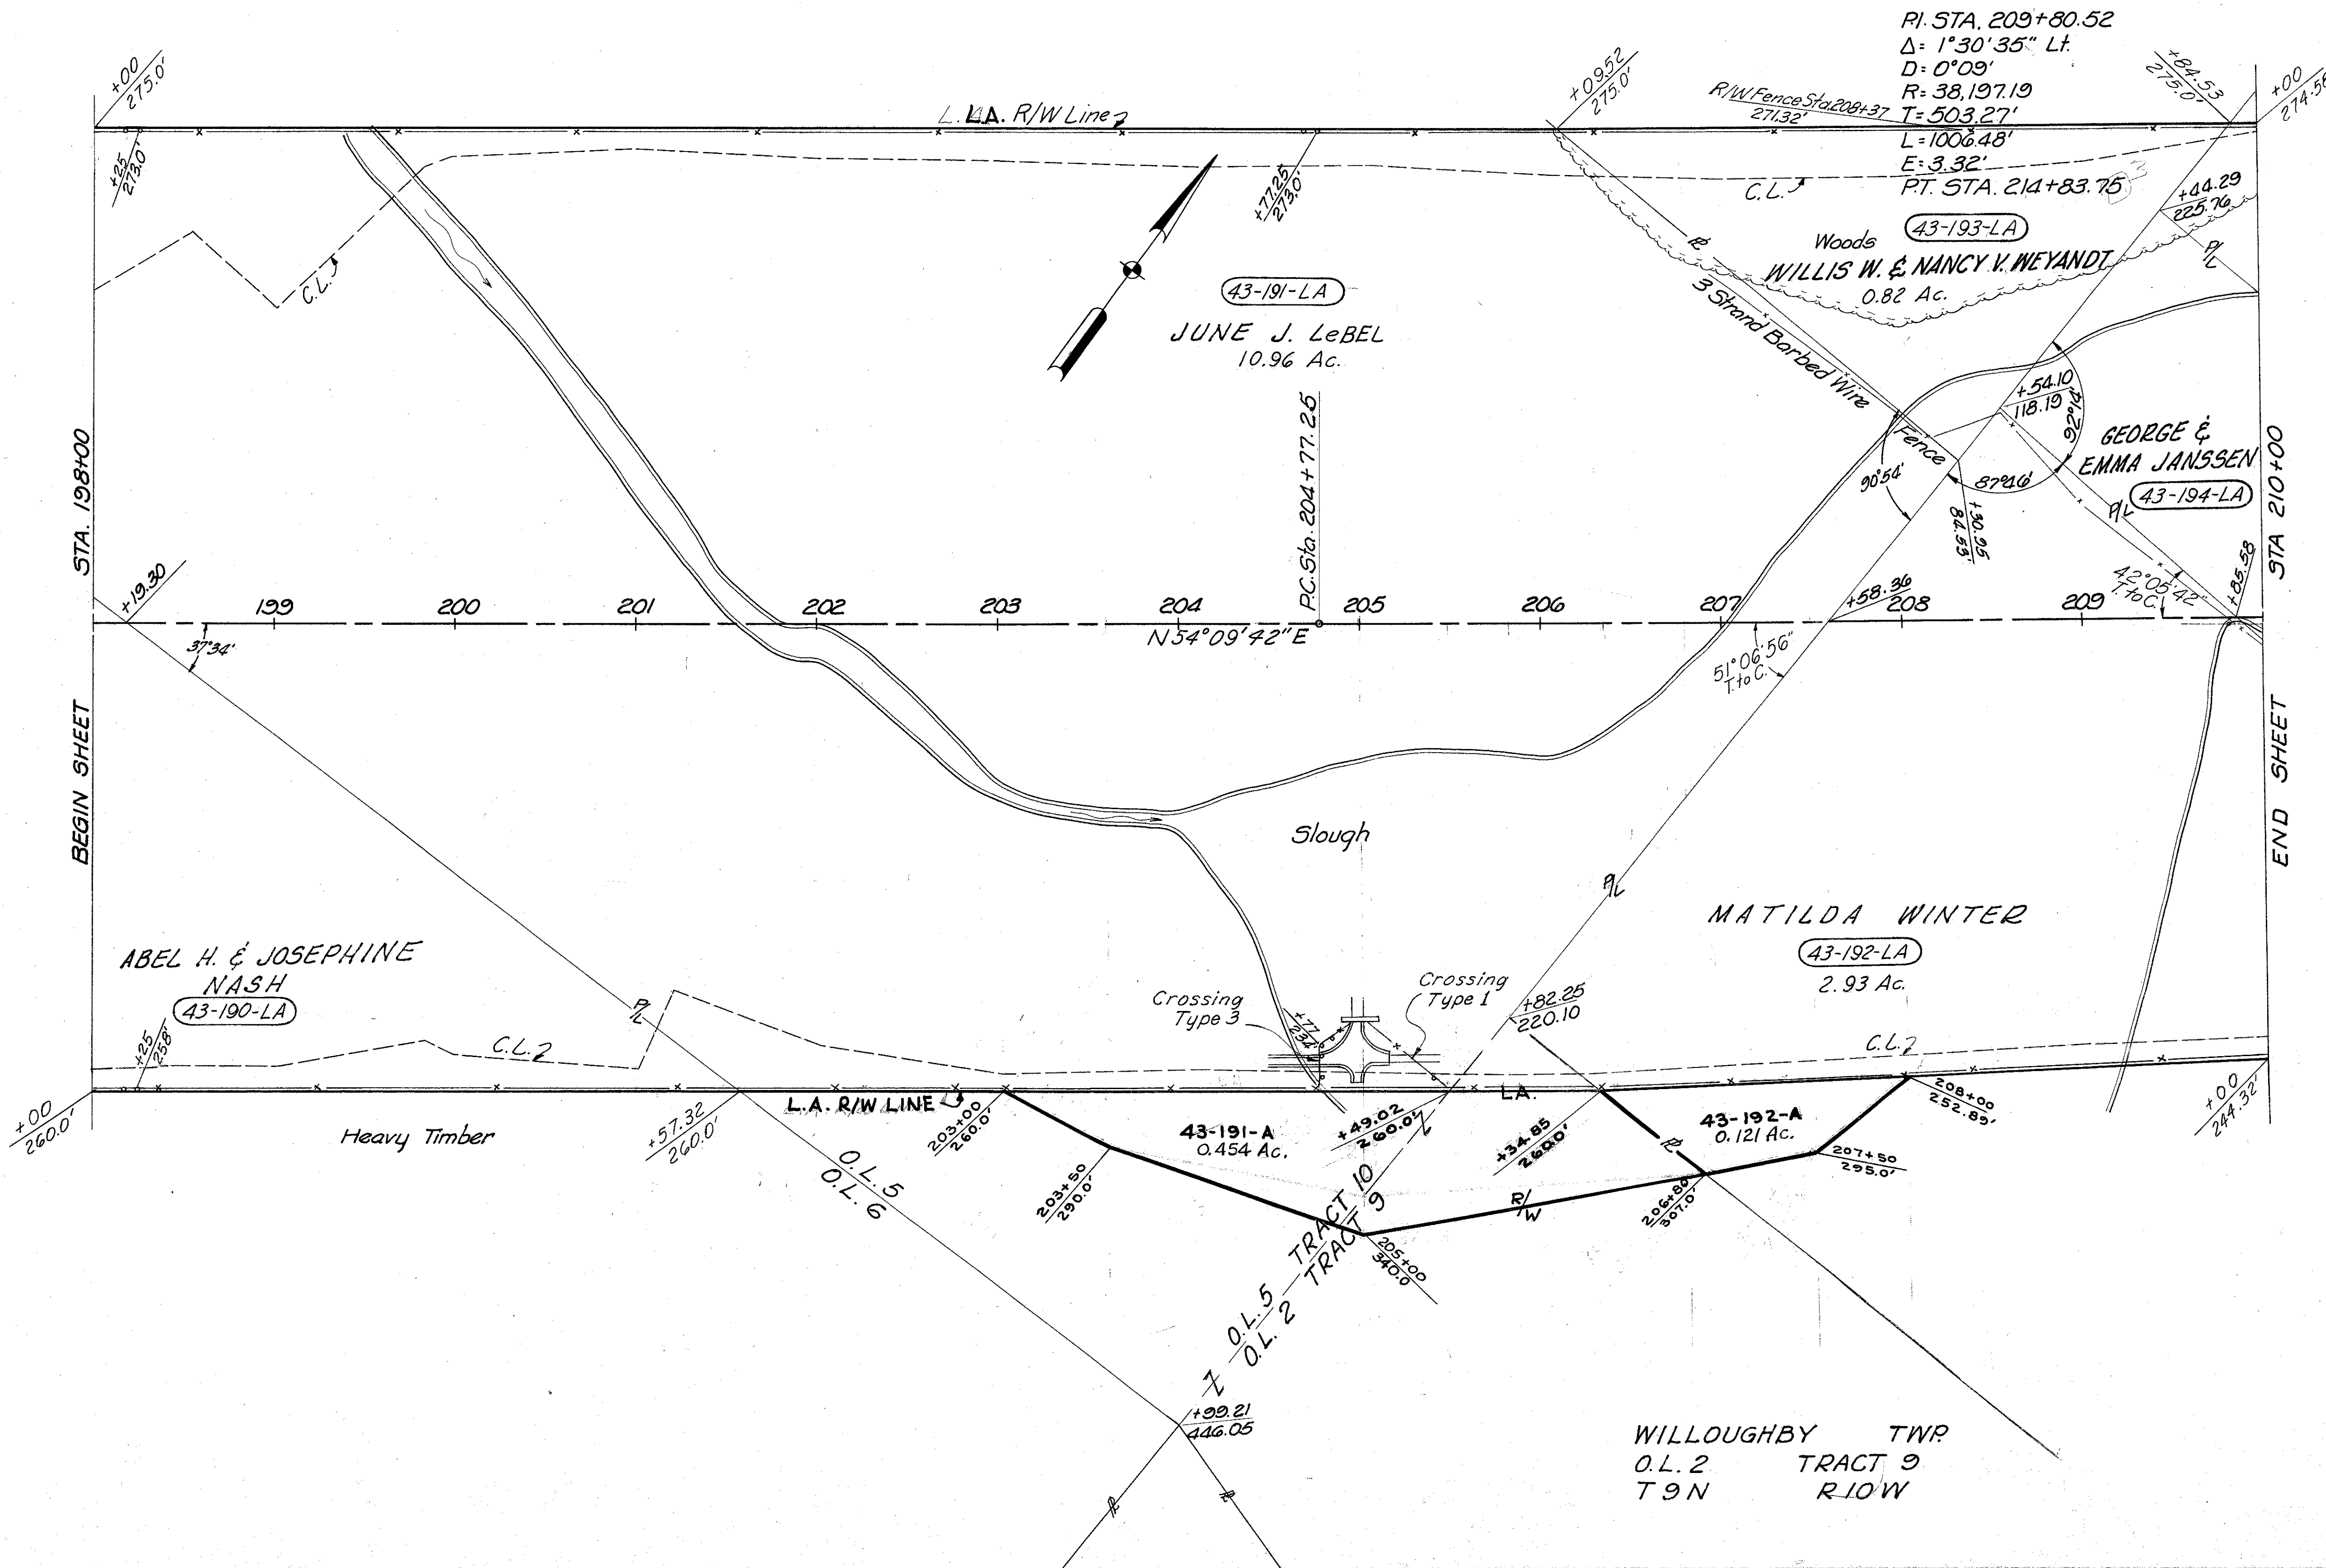 P.I. STA. 209+80.52
Δ= 1°30'35" Lt.
D= 0°09'
R= 38,197.19
T= 503.27'
L=1006.48'
E= 3.32'
P.T. STA. 214+83.75
+00
275.0'
+25
273.0'
L.A. R/W Line
+77.25
273.0'
+09.52
275.0'
R/W Fence Sta.208+37
271.32'
+84.53
275.0'
+00
C.L.
C.L.
+44.29
225.76
P/L
43-193-LA
Woods
WILLIS W. & NANCY V. WEYANDT
0.82 Ac.
43-191-LA
JUNE J. LeBEL
10.96 Ac.
3 Strand Barbed Wire
Fence
+54.10
118.19
92°14'
GEORGE &
EMMA JANSSEN
43-194-LA
P/L
90°54'
87°46'
+30.95
84.53'
P.C.Sta. 204+77.25
STA. 198+00
BEGIN SHEET
STA 210+00
END SHEET
+19.30
37°34'
199
200
201
202
203
204
205
206
207
208
209
N54°09'42"E
+58.36
51°06'56"
T. to C.
42°05'42"
T. to C.
+85.58
Slough
P/L
MATILDA WINTER
43-192-LA
2.93 Ac.
ABEL H. & JOSEPHINE
NASH
43-190-LA
+25
258'
P/L
C.L.
Crossing
Type 3
Crossing
Type 1
+77
234'
+82.25
220.10
C.L.
+00
260.0'
L.A. R/W LINE
L.A.
Heavy Timber
+57.32
260.0'
203+00
260.0'
43-191-A
0.454 Ac.
+49.02
260.0'
+34.85
260.0'
43-192-A
0.121 Ac.
208+00
252.89'
+00
244.32'
207+50
295.0'
203+50
290.0'
206+80
307.0'
R/W
205+00
340.0
O.L. 5
O.L. 6
TRACT 10
TRACT 9
O.L. 5
O.L. 2
+99.21
446.05
WILLOUGHBY TWP.
O.L. 2 TRACT 9
T 9 N R 10 W